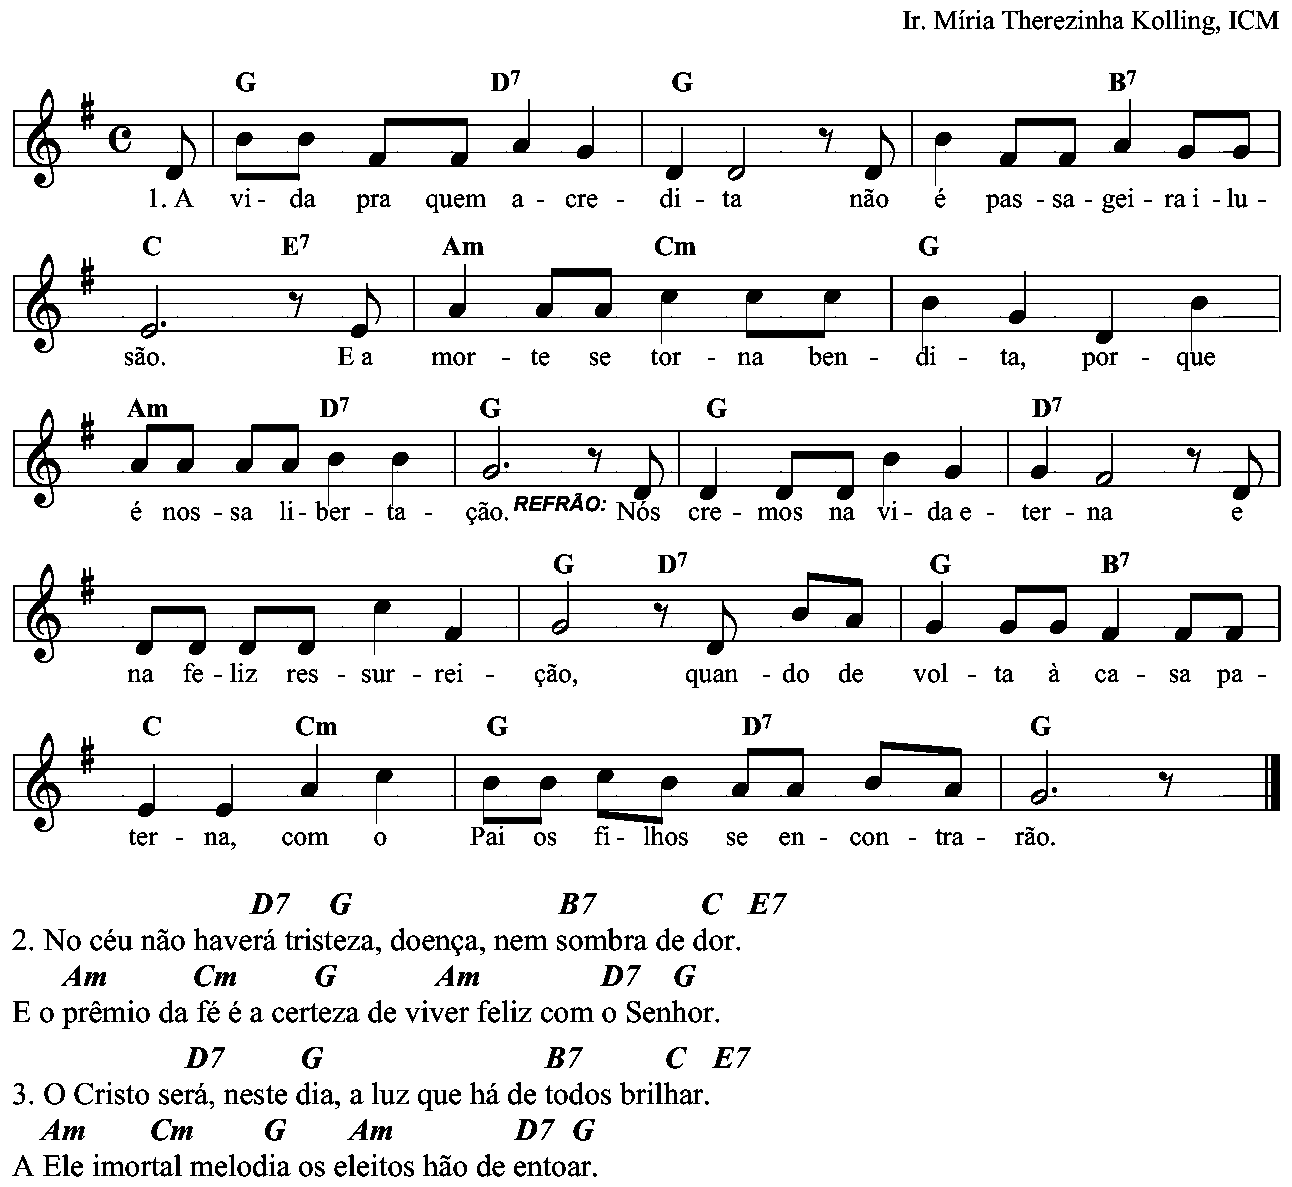 Ir. Míria Therezinha Kolling, ICM
G D7 G B7
1. A vi- da pra quem a-cre- di- ta não é pas-sa-gei-ra i-lu-
C E7 Am Cm G
são. E a mor- te se tor- na ben- di- ta, por- que
Am D7 G G D7
é nos-sa li-ber-ta- ção. REFRÃO: Nós cre-mos na vi-da e- ter- na e
G D7 G B7
na fe-liz res- sur- rei- ção, quan- do de vol- ta à ca- sa pa-
C Cm G D7 G
ter- na, com o Pai os fi-lhos se en- con- tra- rão.
D7 G B7 C E7
2. No céu não haverá tristeza, doença, nem sombra de dor.
Am Cm G Am D7 G
E o prêmio da fé é a certeza de viver feliz com o Senhor.
D7 G B7 C E7
3. O Cristo será, neste dia, a luz que há de todos brilhar.
Am Cm G Am D7 G
A Ele imortal melodia os eleitos hão de entoar.